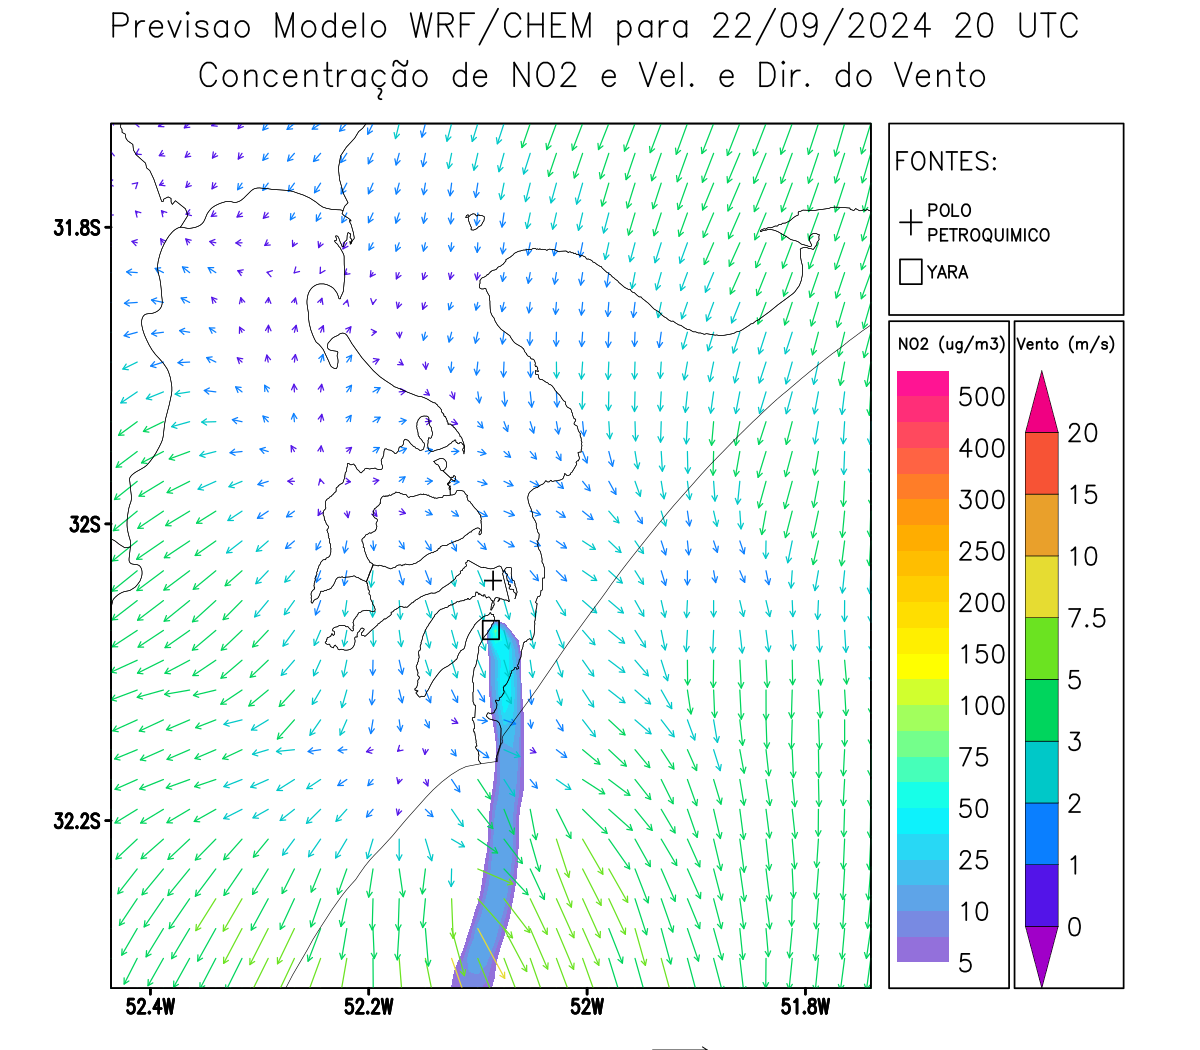 Previsao Modelo WRF/CHEM para 22/09/2024 20 UTC
Concentração de NO2 e Vel. e Dir. do Vento
FONTES:
POLO
PETROQUIMICO
YARA
NO2 (ug/m3)
500
400
300
250
200
150
100
75
50
25
10
5
Vento (m/s)
20
15
10
7.5
5
3
2
1
0
31.8S
32S
32.2S
52.4W
52.2W
52W
51.8W